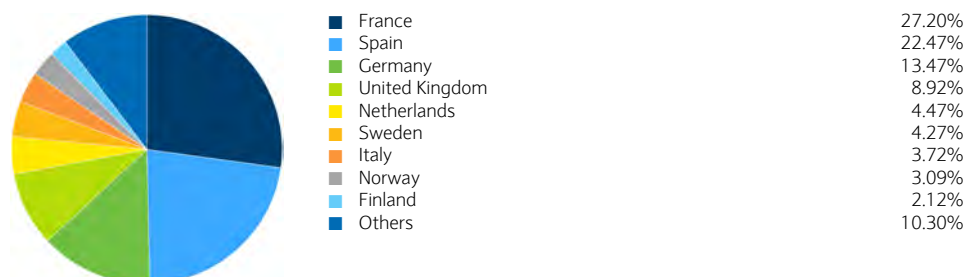 France 27.20%
Spain 22.47%
Germany 13.47%
United Kingdom 8.92%
Netherlands 4.47%
Sweden 4.27%
Italy 3.72%
Norway 3.09%
Finland 2.12%
Others 10.30%